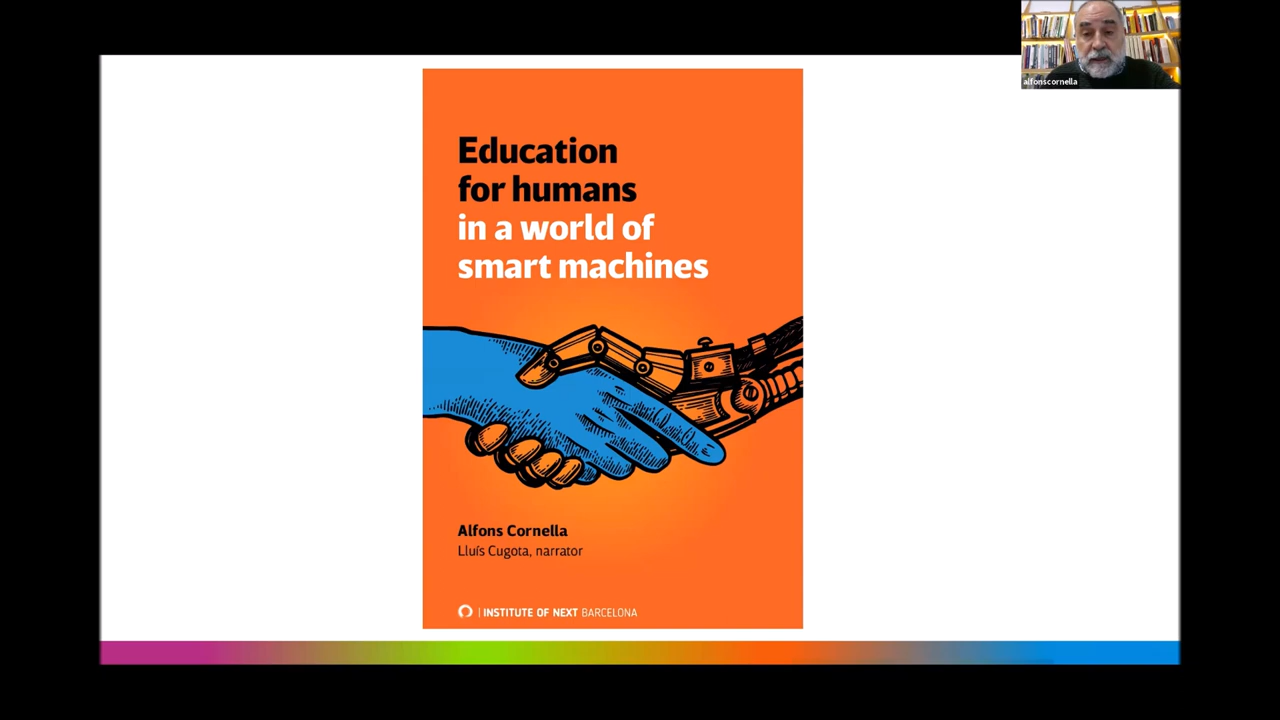 alfonscornella
Education
for humans
in a world of
smart machines
Alfons Cornella
Lluís Cugota, narrator
INSTITUTE OF NEXT BARCELONA